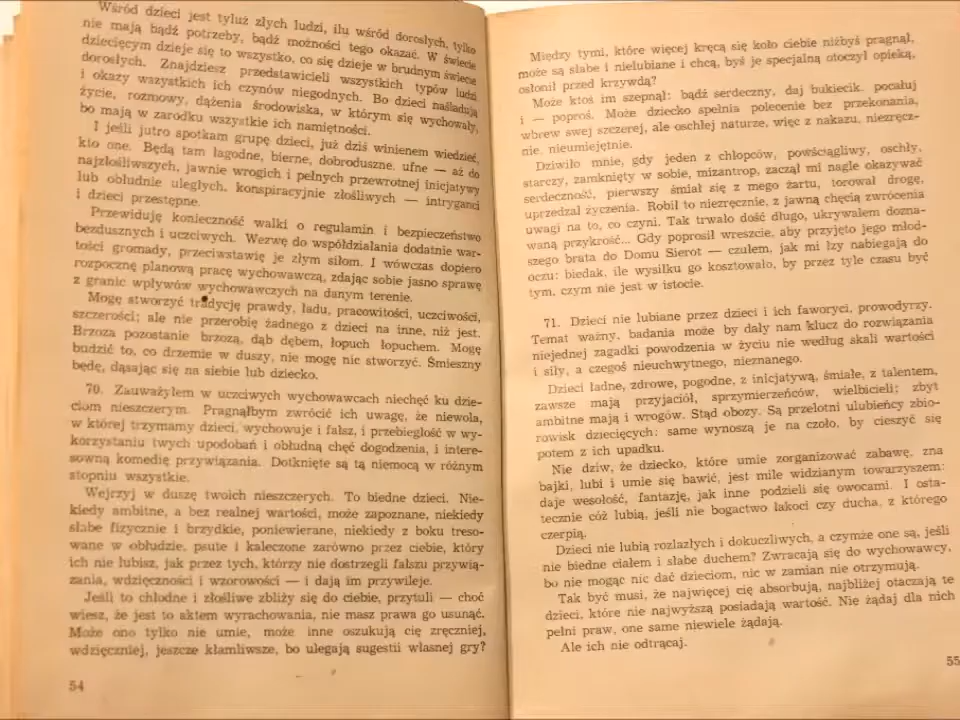 Wśród dzieci jest tyluż złych ludzi, ilu wśród dorosłych, tylko
nie mają bądź potrzeby, bądź możności tego okazać. W świecie
dziecięcym dzieje się to wszystko, co się dzieje w brudnym świecie
dorosłych. Znajdziesz przedstawicieli wszystkich typów ludzi
i okazy wszystkich ich czynów niegodnych. Bo dzieci naśladują
życie, rozmowy, dążenia środowiska, w którym się wychowały,
bo mają w zarodku wszystkie ich namiętności.
I jeśli jutro spotkam grupę dzieci, już dziś winienem wiedzieć,
kto one. Będą tam łagodne, bierne, dobroduszne, ufne — aż do
najzłośliwszych, jawnie wrogich i pełnych przewrotnej inicjatywy
lub obłudnie uległych, konspiracyjnie złośliwych — intryganci
i dzieci przestępne.
Przewiduję konieczność walki o regulamin i bezpieczeństwo
bezdusznych i uczciwych. Wezwę do współdziałania dodatnie war-
tości gromady, przeciwstawię je złym siłom. I wówczas dopiero
rozpocznę planową pracę wychowawczą, zdając sobie jasno sprawę
z granic wpływów wychowawczych na danym terenie.
Mogę stworzyć tradycję prawdy, ładu, pracowitości, uczciwości,
szczerości; ale nie przerobię żadnego z dzieci na inne, niż jest.
Brzoza pozostanie brzozą, dąb dębem, łopuch łopuchem. Mogę
budzić to, co drzemie w duszy, nie mogę nic stworzyć. Śmieszny
będę, dąsając się na siebie lub dziecko.
70. Zauważyłem w uczciwych wychowawcach niechęć ku dzie-
ciom nieszczerym. Pragnąłbym zwrócić ich uwagę, że niewola,
w której trzymamy dzieci, wychowuje i fałsz, i przebiegłość w wy-
korzystaniu twych upodobań i obłudną chęć dogodzenia, i intere-
sowną komedię przywiązania. Dotknięte są tą niemocą w różnym
stopniu wszystkie.
Wejrzyj w duszę twoich nieszczerych. To biedne dzieci. Nie-
kiedy ambitne, a bez realnej wartości, może zapoznane, niekiedy
słabe fizycznie i brzydkie, poniewierane, niekiedy z boku treso-
wane w obłudzie, psute i kaleczone zarówno przez ciebie, który
ich nie lubisz, jak przez tych, którzy nie dostrzegli fałszu przywią-
zania, wdzięczności i wzorowości — i dają im przywileje.
Jeśli to chłodne i złośliwe zbliży się do ciebie, przytuli — choć
wiesz, że jest to aktem wyrachowania, nie masz prawa go usunąć.
Może ono tylko nie umie, może inne oszukują cię zręczniej,
wdzięczniej, jeszcze kłamliwsze, bo ulegają sugestii własnej gry?
54
Między tymi, które więcej kręcą się koło ciebie niżbyś pragnął,
może są słabe i nielubiane i chcą, byś je specjalną otoczył opieką,
osłonił przed krzywdą?
Może ktoś im szepnął: bądź serdeczny, daj bukiecik, pocałuj
i — poproś. Może dziecko spełnia polecenie bez przekonania,
wbrew swej szczerej, ale oschłej naturze, więc z nakazu, niezręcz-
nie, nieumiejętnie.
Dziwiło mnie, gdy jeden z chłopców, powściągliwy, oschły,
starczy, zamknięty w sobie, mizantrop, zaczął mi nagle okazywać
serdeczność, pierwszy śmiał się z mego żartu, torował drogę,
uprzedzał życzenia. Robił to niezręcznie, z jawną chęcią zwrócenia
uwagi na to, co czyni. Tak trwało dość długo, ukrywałem dozna-
waną przykrość... Gdy poprosił wreszcie, aby przyjęto jego młod-
szego brata do Domu Sierot — czułem, jak mi łzy nabiegają do
oczu: biedak, ile wysiłku go kosztowało, by przez tyle czasu być
tym, czym nie jest w istocie.
71. Dzieci nie lubiane przez dzieci i ich faworyci, prowodyrzy.
Temat ważny, badania może by dały nam klucz do rozwiązania
niejednej zagadki powodzenia w życiu nie według skali wartości
i siły, a czegoś nieuchwytnego, nieznanego.
Dzieci ładne, zdrowe, pogodne, z inicjatywą, śmiałe, z talentem,
zawsze mają przyjaciół, sprzymierzeńców, wielbicieli; zbyt
ambitne mają i wrogów. Stąd obozy. Są przelotni ulubieńcy zbio-
rowisk dziecięcych: same wynoszą je na czoło, by cieszyć się
potem z ich upadku.
Nie dziw, że dziecko, które umie zorganizować zabawę, zna
bajki, lubi i umie się bawić, jest mile widzianym towarzyszem:
daje wesołość, fantazję, jak inne podzieli się owocami. I osta-
tecznie cóż lubią, jeśli nie bogactwo łakoci czy ducha, z którego
czerpią.
Dzieci nie lubią rozlazłych i dokuczliwych, a czymże one są, jeśli
nie biedne ciałem i słabe duchem? Zwracają się do wychowawcy,
bo nie mogąc nic dać dzieciom, nic w zamian nie otrzymują.
Tak być musi, że najwięcej cię absorbują, najbliżej otaczają te
dzieci, które nie najwyższą posiadają wartość. Nie żądaj dla nich
pełni praw, one same niewiele żądają.
Ale ich nie odtrącaj.
55